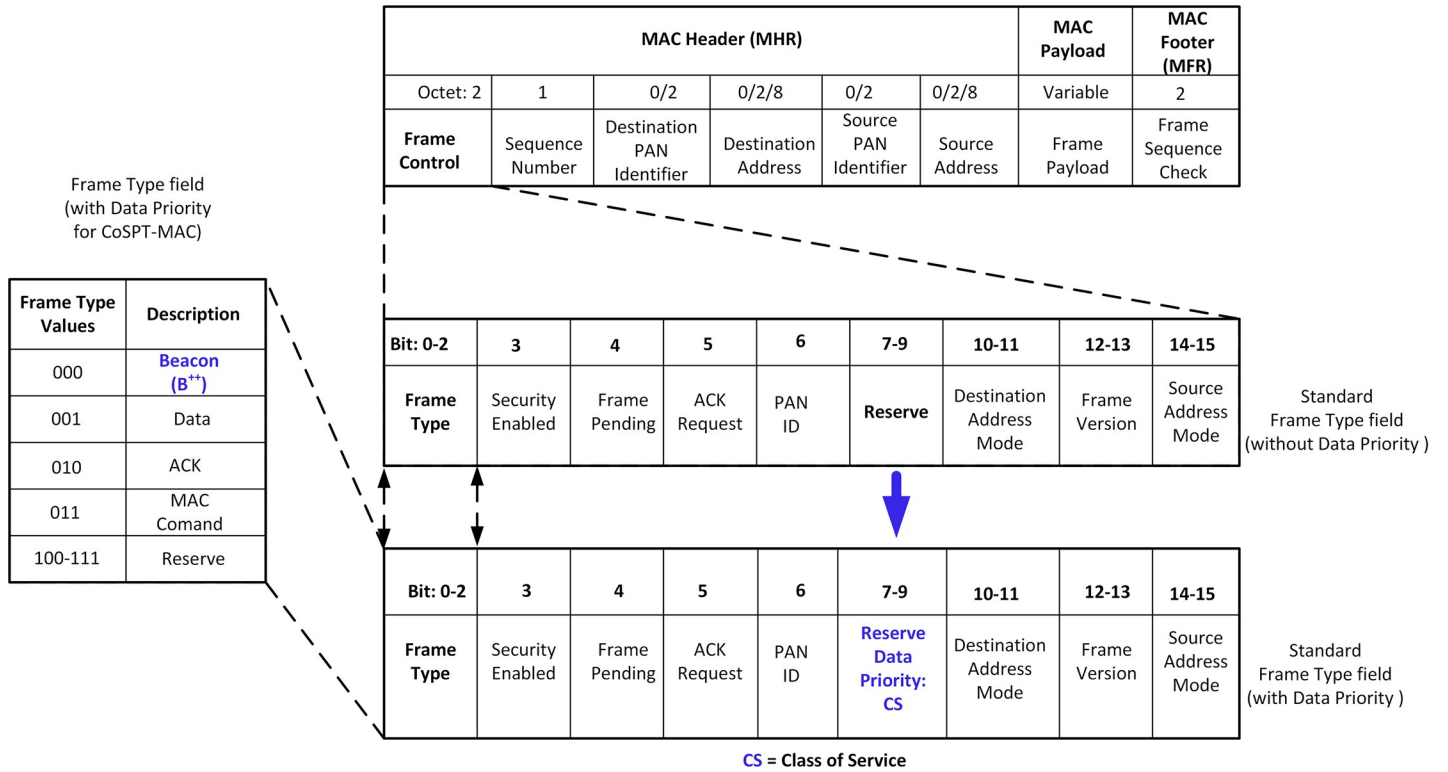 MAC Header (MHR)
MAC
Payload
MAC
Footer
(MFR)
Octet: 2
1
0/2
0/2/8
0/2
0/2/8
Variable
2
Frame
Control
Sequence
Number
Destination
PAN
Identifier
Destination
Address
Source
PAN
Identifier
Source
Address
Frame
Payload
Frame
Sequence
Check
Frame Type field
(with Data Priority
for CoSPT-MAC)
Frame Type
Values
Description
000
Beacon
(B++)
001
Data
010
ACK
011
MAC
Comand
100-111
Reserve
Bit: 0-2
3
4
5
6
7-9
10-11
12-13
14-15
Frame
Type
Security
Enabled
Frame
Pending
ACK
Request
PAN
ID
Reserve
Destination
Address
Mode
Frame
Version
Source
Address
Mode
Standard
Frame Type field
(without Data Priority )
Bit: 0-2
3
4
5
6
7-9
10-11
12-13
14-15
Frame
Type
Security
Enabled
Frame
Pending
ACK
Request
PAN
ID
Reserve
Data
Priority:
CS
Destination
Address
Mode
Frame
Version
Source
Address
Mode
Standard
Frame Type field
(with Data Priority )
CS = Class of Service